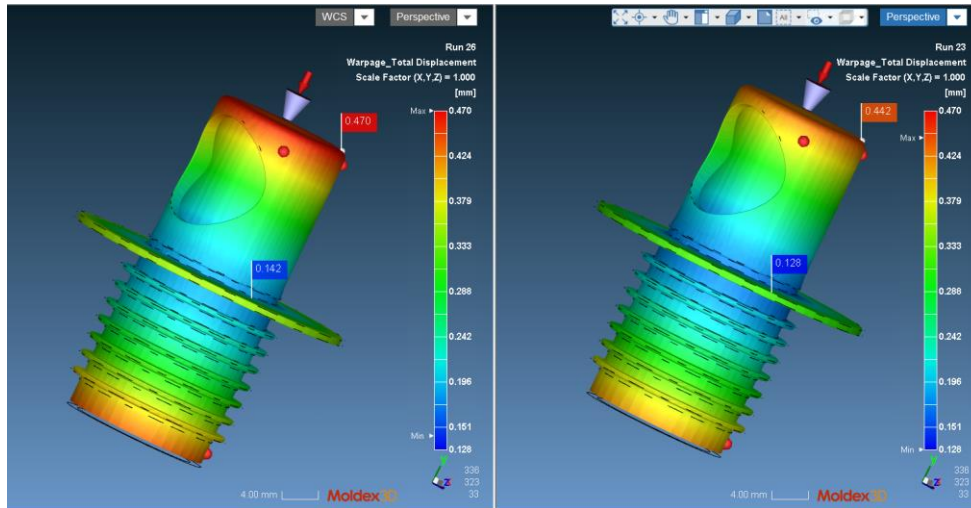 WCS
Perspective
Run 26
Warpage_Total Displacement
Scale Factor (X,Y,Z) = 1.000
[mm]
Max
0.470
0.424
0.379
0.333
0.288
0.242
0.196
0.151
Min
0.128
0.470
0.142
Y
Z
336
323
33
4.00 mm
Moldex3D
All
Perspective
Run 23
Warpage_Total Displacement
Scale Factor (X,Y,Z) = 1.000
[mm]
0.470
Max
0.424
0.379
0.333
0.288
0.242
0.196
0.151
Min
0.128
0.442
0.128
Y
Z
336
323
33
4.00 mm
Moldex3D